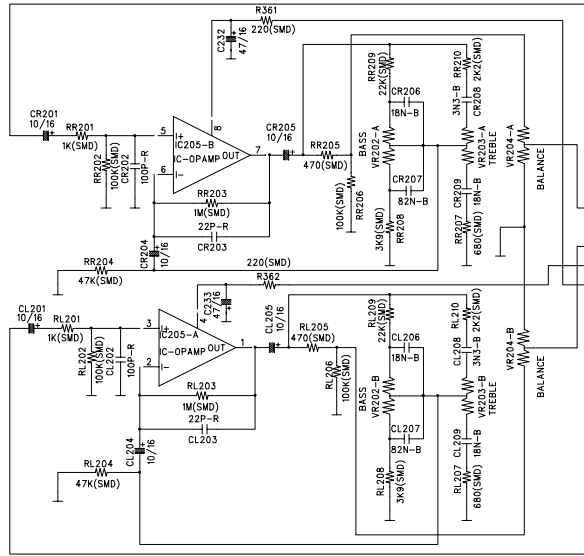 R361
220(SMD)
C232
47/16
RR209
22K(SMD)
CR206
18N-B
RR210
2K2(SMD)
3N3-B
CR208
CR201
10/16
RR201
1K(SMD)
RR202
100K(SMD)
CR202
100P-R
5
I+
8
IC205-B
IC-OPAMP
OUT
7
6
I-
CR205
10/16
RR205
470(SMD)
100K(SMD)
RR206
BASS
VR202-A
VR203-A
TREBLE
VR204-A
BALANCE
CR207
82N-B
CR209
18N-B
3K9(SMD)
RR208
RR207
680(SMD)
RR203
1M(SMD)
22P-R
CR203
CR204
10/16
RR204
47K(SMD)
220(SMD)
R362
C233
47/16
4
CL201
10/16
RL201
1K(SMD)
RL202
100K(SMD)
CL202
100P-R
3
I+
IC205-A
IC-OPAMP
OUT
1
2
I-
CL205
10/16
RL205
470(SMD)
RL206
100K(SMD)
RL209
22K(SMD)
CL206
18N-B
RL210
2K2(SMD)
CL208
3N3-B
BASS
VR202-B
VR203-B
TREBLE
VR204-B
BALANCE
RL203
1M(SMD)
22P-R
CL203
CL204
10/16
RL204
47K(SMD)
CL207
82N-B
CL209
18N-B
RL208
3K9(SMD)
RL207
680(SMD)